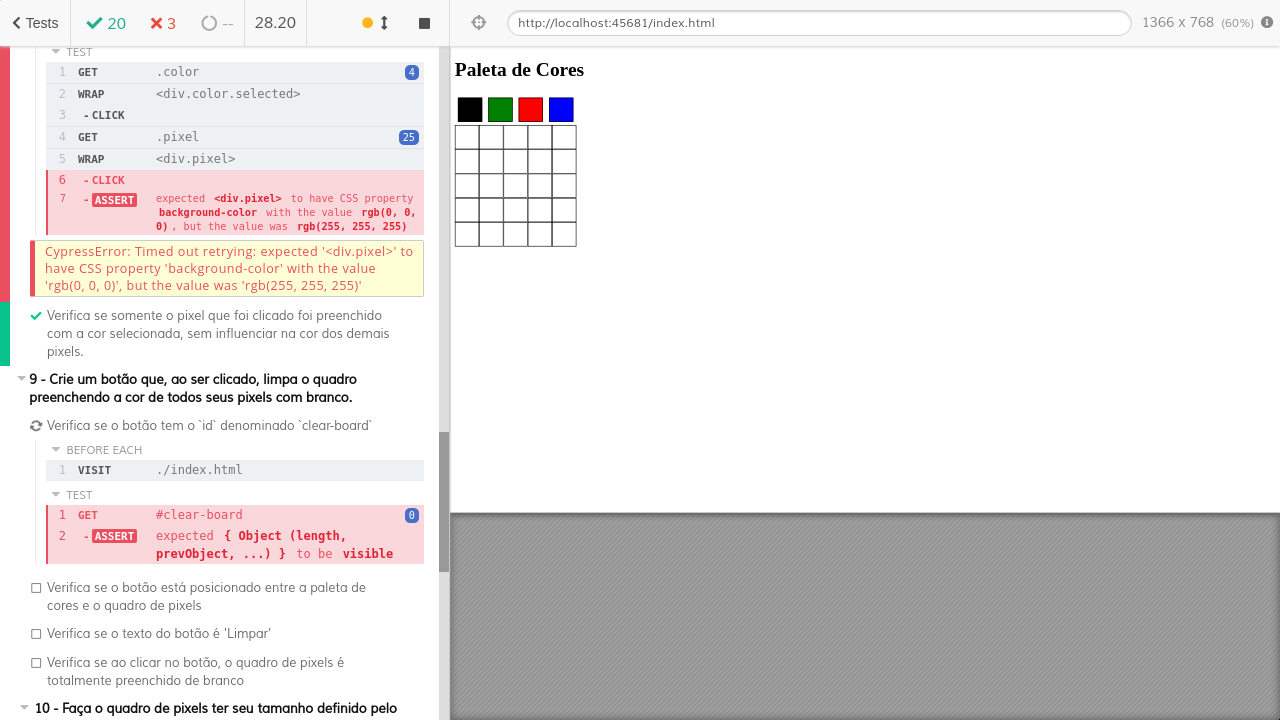 Tests 20 3 -- 28.20 http://localhost:45681/index.html 1366 x 768 (60%)
TEST
1 GET .color 4
2 WRAP <div.color.selected>
3 - CLICK
4 GET .pixel 25
5 WRAP <div.pixel>
6 - CLICK
7 - ASSERT expected <div.pixel> to have CSS property
background-color with the value rgb(0, 0,
0) , but the value was rgb(255, 255, 255)
CypressError: Timed out retrying: expected '<div.pixel>' to
have CSS property 'background-color' with the value
'rgb(0, 0, 0)', but the value was 'rgb(255, 255, 255)'
Verifica se somente o pixel que foi clicado foi preenchido
com a cor selecionada, sem influenciar na cor dos demais
pixels.
9 - Crie um botão que, ao ser clicado, limpa o quadro
preenchendo a cor de todos seus pixels com branco.
Verifica se o botão tem o `id` denominado `clear-board`
BEFORE EACH
1 VISIT ./index.html
TEST
1 GET #clear-board 0
2 - ASSERT expected { Object (length,
prevObject, ...) } to be visible
Verifica se o botão está posicionado entre a paleta de
cores e o quadro de pixels
Verifica se o texto do botão é 'Limpar'
Verifica se ao clicar no botão, o quadro de pixels é
totalmente preenchido de branco
10 - Faça o quadro de pixels ter seu tamanho definido pelo
Paleta de Cores